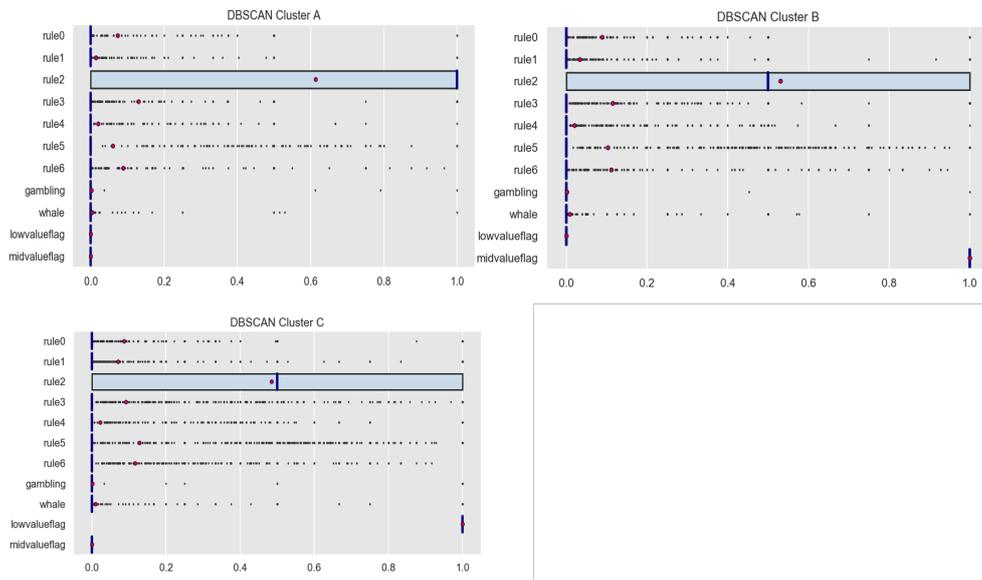 DBSCAN Cluster A
rule0
rule1
rule2
rule3
rule4
rule5
rule6
gambling
whale
lowvalueflag
midvalueflag
0.0 0.2 0.4 0.6 0.8 1.0
DBSCAN Cluster B
rule0
rule1
rule2
rule3
rule4
rule5
rule6
gambling
whale
lowvalueflag
midvalueflag
0.0 0.2 0.4 0.6 0.8 1.0
DBSCAN Cluster C
rule0
rule1
rule2
rule3
rule4
rule5
rule6
gambling
whale
lowvalueflag
midvalueflag
0.0 0.2 0.4 0.6 0.8 1.0